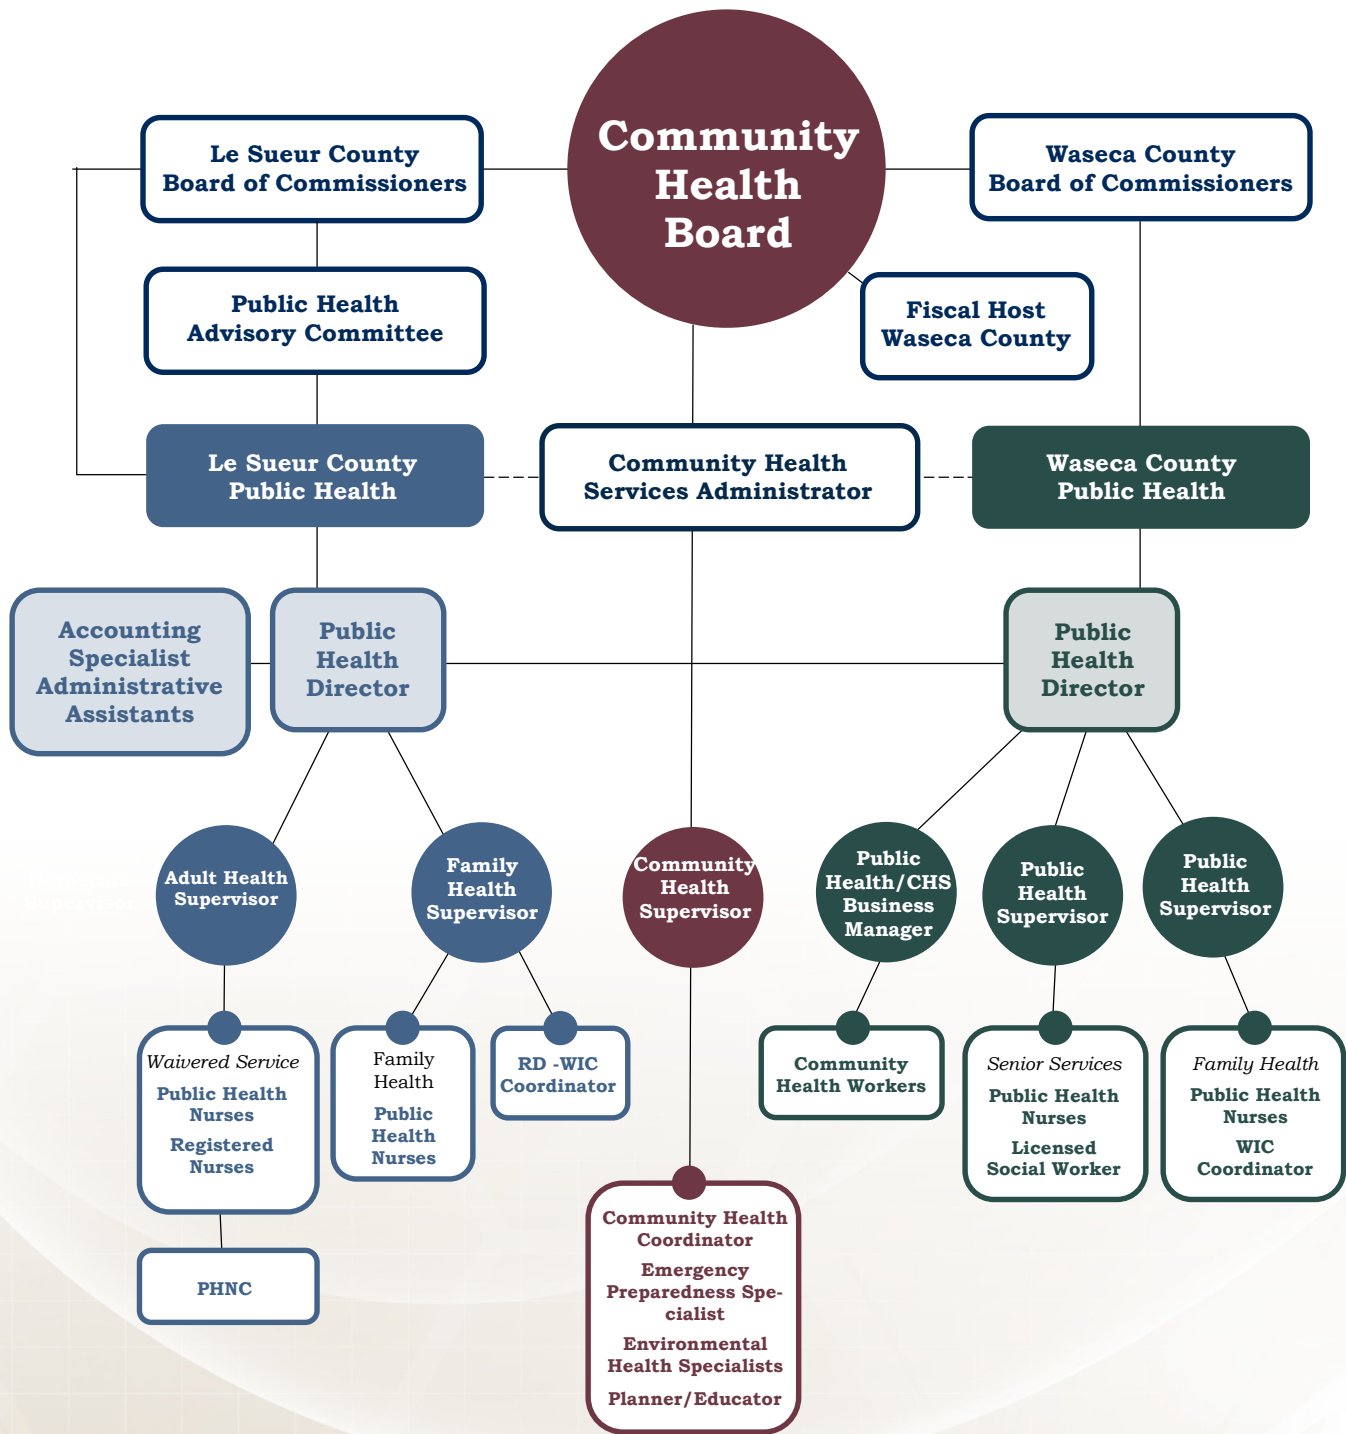 Community
Health
Board
Le Sueur County
Board of Commissioners
Waseca County
Board of Commissioners
Public Health
Advisory Committee
Fiscal Host
Waseca County
Le Sueur County
Public Health
Community Health
Services Administrator
Waseca County
Public Health
Accounting
Specialist
Administrative
Assistants
Public
Health
Director
Public
Health
Director
Adult Health
Supervisor
Family
Health
Supervisor
Community
Health
Supervisor
Public
Health/CHS
Business
Manager
Public
Health
Supervisor
Public
Health
Supervisor
Waivered Service
Public Health
Nurses
Registered
Nurses
Family
Health
Public
Health
Nurses
RD -WIC
Coordinator
Community
Health Workers
Senior Services
Public Health
Nurses
Licensed
Social Worker
Family Health
Public Health
Nurses
WIC
Coordinator
PHNC
Community Health
Coordinator
Emergency
Preparedness Spe-
cialist
Environmental
Health Specialists
Planner/Educator